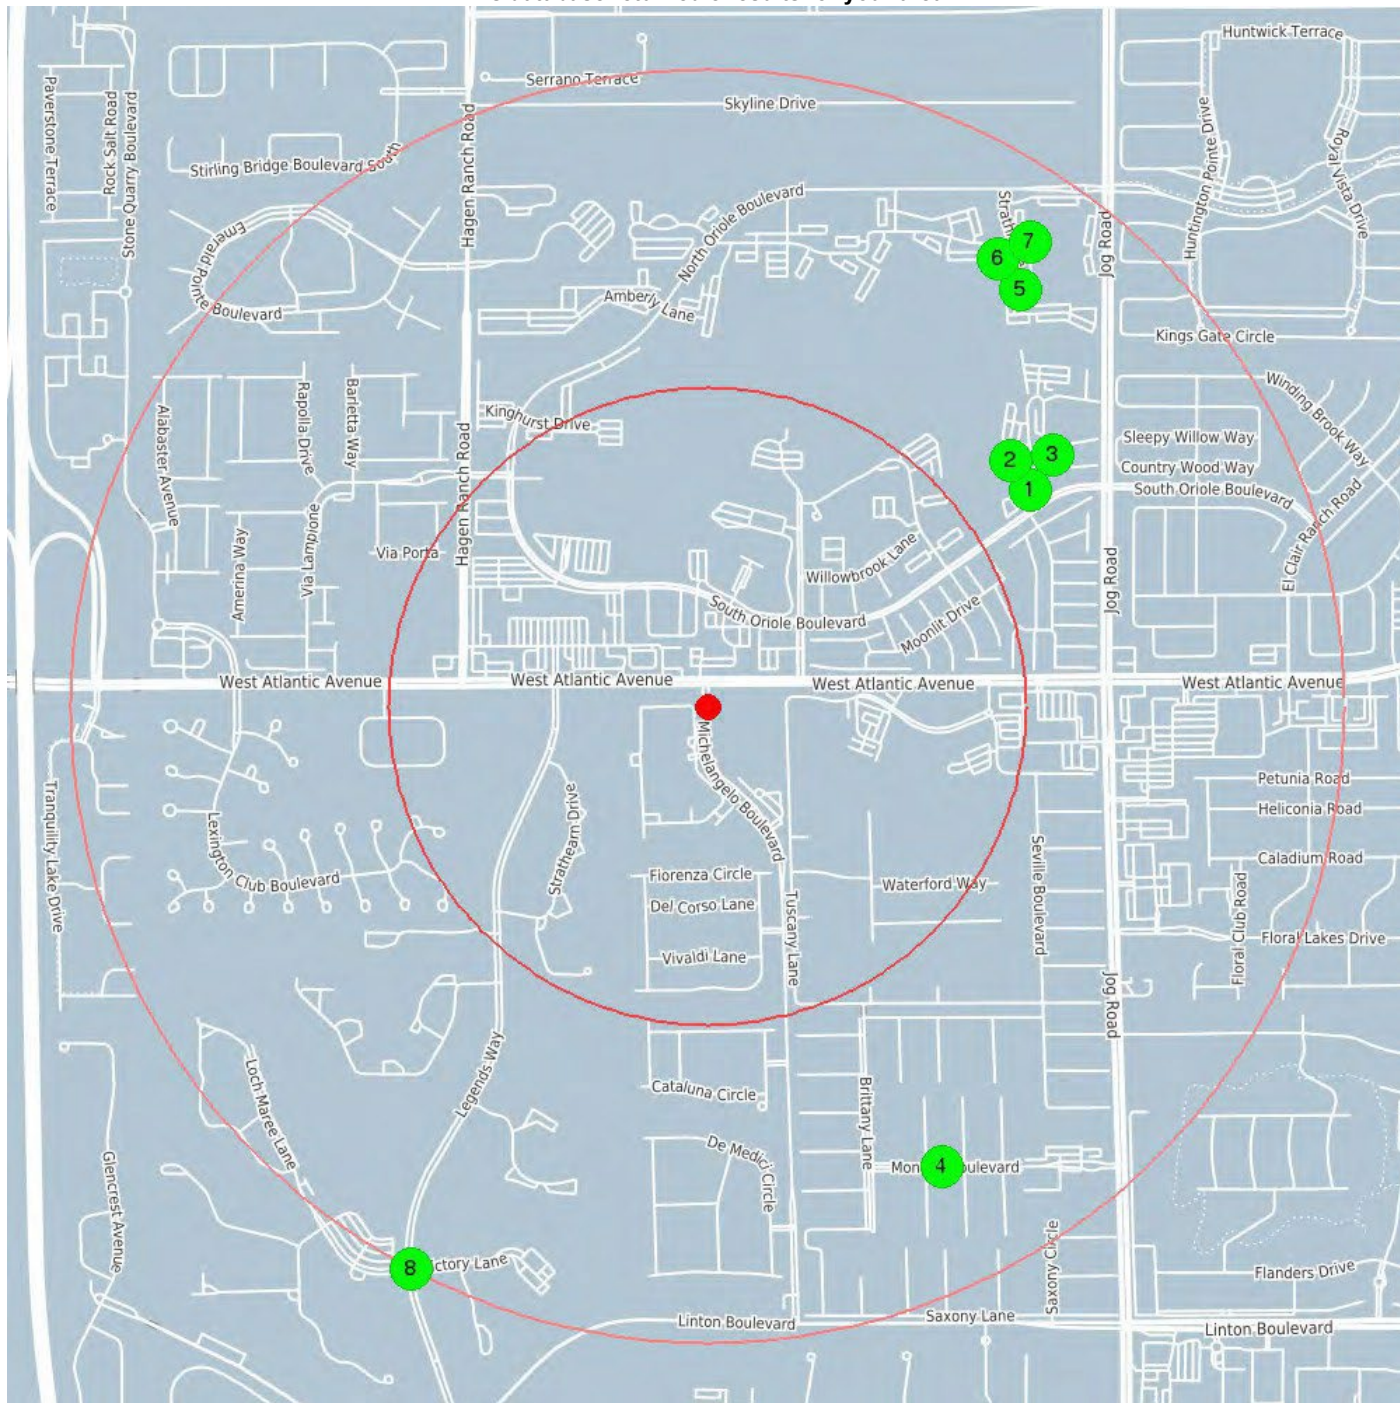 Huntwick Terrace
Serrano Terrace
Skyline Drive
Paverstone Terrace
Rock Salt Road
Stone Quarry Boulevard
Hagen Ranch Road
Huntington Pointe Drive
Royal Vista Drive
Stirling Bridge Boulevard South
North Oriole Boulevard
Jog Road
Emerald Pointe Boulevard
7
6
5
Amberly Lane
Kings Gate Circle
Winding Brook Way
Alabaster Avenue
Rapolla Drive
Barletta Way
Kinghurst Drive
Hagen Ranch Road
Sleepy Willow Way
2
3
Country Wood Way
1
South Oriole Boulevard
El Clair Ranch Road
Amerina Way
Via Lampione
Via Porta
Willowbrook Lane
Jog Road
South Oriole Boulevard
Moonlit Drive
West Atlantic Avenue
West Atlantic Avenue
West Atlantic Avenue
West Atlantic Avenue
Michelangelo Boulevard
Petunia Road
Heliconia Road
Tranquility Lake Drive
Lexington Club Boulevard
Strathearn Drive
Seville Boulevard
Caladium Road
Fiorenza Circle
Waterford Way
Del Corso Lane
Tuscany Lane
Floral Club Road
Floral Lakes Drive
Vivaldi Lane
Jog Road
Loch Maree Lane
Legends Way
Cataluna Circle
Brittany Lane
De Medici Circle
4
Glencrest Avenue
Saxony Circle
8
Flanders Drive
Linton Boulevard
Saxony Lane
Linton Boulevard